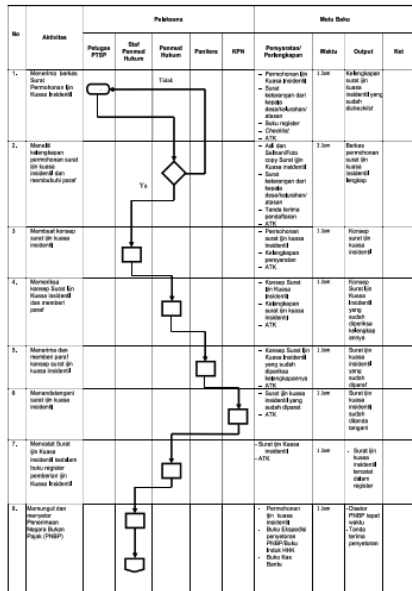 Pelaksana
Mutu Baku
No
Aktivitas
Petugas
PTSP
Staf
Panmud
Hukum
Panmud
Hukum
Panitera
KPN
Persyaratan/
Perlengkapan
Waktu
Output
Ket
1.
Menerima berkas
Surat
Permohonan Ijin
Kuasa Insidentil
Tidak
- Permohonan Ijin
Kuasa Insidentil
- Surat
keterangan dari
kepala
desa/kelurahan/
atasan
- Buku register
- Checklist
- ATK
1 Jam
Kelengkapan
surat ijin
kuasa
insidentil yang
sudah
dichecklist
2.
Meneliti
kelengkapan
permohonan surat
ijin kuasa
insidentil dan
membubuhi paraf
Ya
- Asli dan
Salinan/Foto
copy Surat Ijin
Kuasa insidentil
- Surat
keterangan dari
kepala
desa/kelurahan/
atasan
- Tanda terima
pendaftaran
- ATK
Berkas
permohonan
surat ijin
kuasa
insidentil
lengkap
3
Membuat konsep
surat ijin kuasa
insidentil
- Permohonan
surat ijin kuasa
insidentil
- Kelengkapan
persyaratan
- ATK
1 Jam
Konsep
surat ijin
kuasa
insidentil
4.
Memeriksa
konsep Surat Ijin
Kuasa Insidentil
dan memberi
paraf
- Konsep Surat
Ijin Kuasa
Insidentil
- Kelengkapan
surat ijin kuasa
insidentil
- ATK
1 Jam
Konsep
Surat Ijin
Kuasa
Insidentil
yang
sudah
diperiksa
kelengkap
annya
5.
Menerima dan
memberi paraf
konsep surat ijin
kuasa insidentil
- Konsep Surat Ijin
Kuasa Insidentil
yang sudah
diperiksa
kelengkapannya
- ATK
1 Jam
Surat ijin
kuasa
insidentil
yang
sudah
diparaf
6
Menandatangani
surat ijin kuasa
insidentil
- Surat ijin kuasa
insidentil yang
sudah diparaf
- ATK
1 Jam
Surat ijin
kuasa
insidentil
sudah
ditanda
tangani
7.
Mencatat Surat
Ijin Kuasa
insidentil kedalam
buku register
pemberian ijin
Kuasa Insidentil
- Surat ijin Kuasa
insidentil
- ATK
1 Jam
- Surat ijin
kuasa
insidentil
tercatat
dalam
register
8.
Memungut dan
menyetor
Penerimaan
Negara Bukan
Pajak (PNBP)
- Permohonan
ijin kuasa
insidentil
- Buku Ekspedisi
penyetoran
PNBP/Buku
Induk HHK
- Buku Kas
Bantu
1 Jam
- Disetor
PNBP tepat
waktu
- Tanda
terima
penyetoran